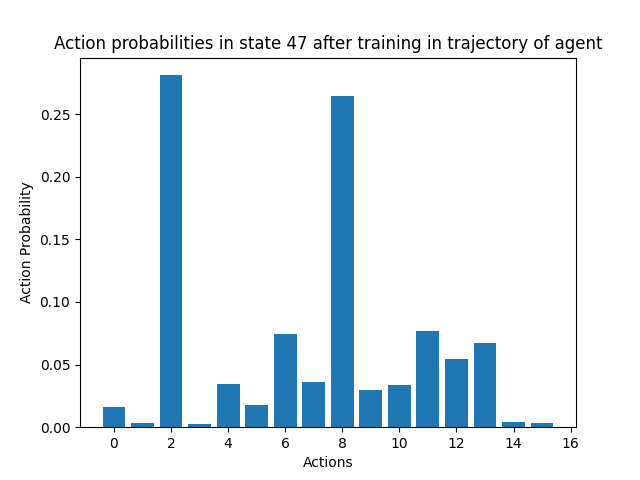 Action probabilities in state 47 after training in trajectory of agent
Action Probability
0.25
0.20
0.15
0.10
0.05
0.00
0 2 4 6 8 10 12 14 16
Actions